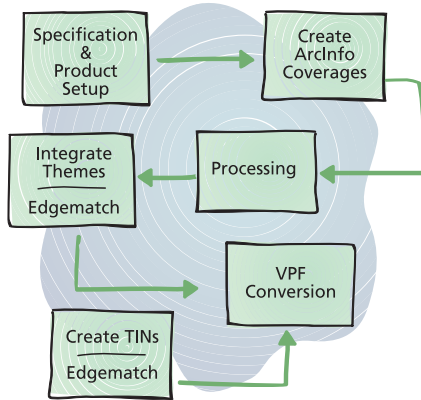 Specification
&
Product
Setup
Create
ArcInfo
Coverages
Integrate
Themes
Edgematch
Processing
VPF
Conversion
Create TINs
Edgematch